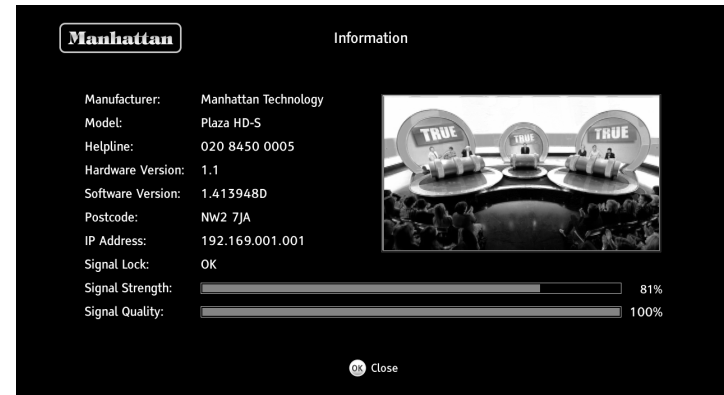 Manhattan
Information
Manufacturer: Manhattan Technology
Model: Plaza HD-S
Helpline: 020 8450 0005
Hardware Version: 1.1
Software Version: 1.413948D
Postcode: NW2 7JA
IP Address: 192.169.001.001
Signal Lock: OK
Signal Strength: 81%
Signal Quality: 100%
TRUE TRUE TRUE
OK Close